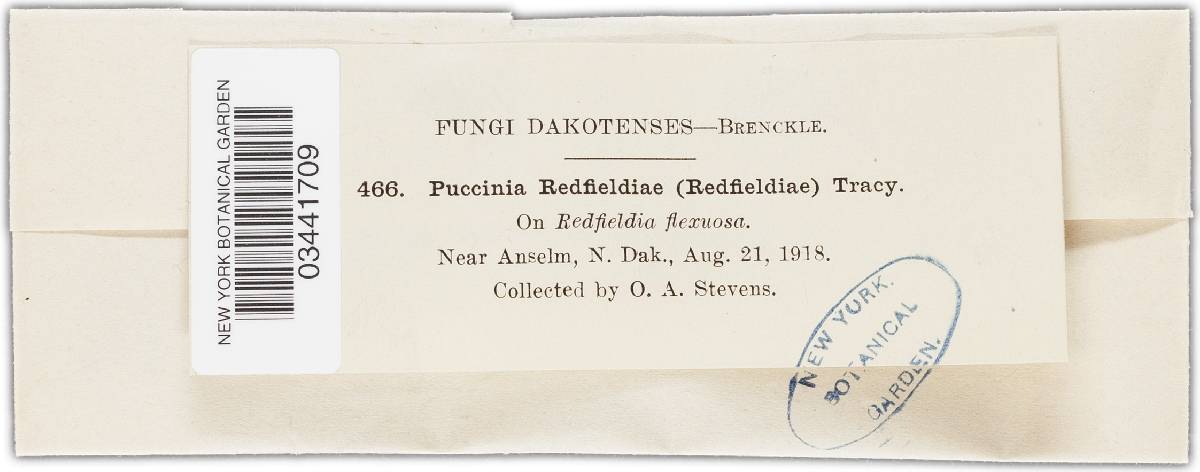 NEW YORK BOTANICAL GARDEN
03441709
FUNGI DAKOTENSES—BRENCKLE.
466. Puccinia Redfieldiae (Redfieldiae) Tracy.
On Redfieldia flexuosa.
Near Anselm, N. Dak., Aug. 21, 1918.
Collected by O. A. Stevens.
NEW YORK.
BOTANICAL
GARDEN.